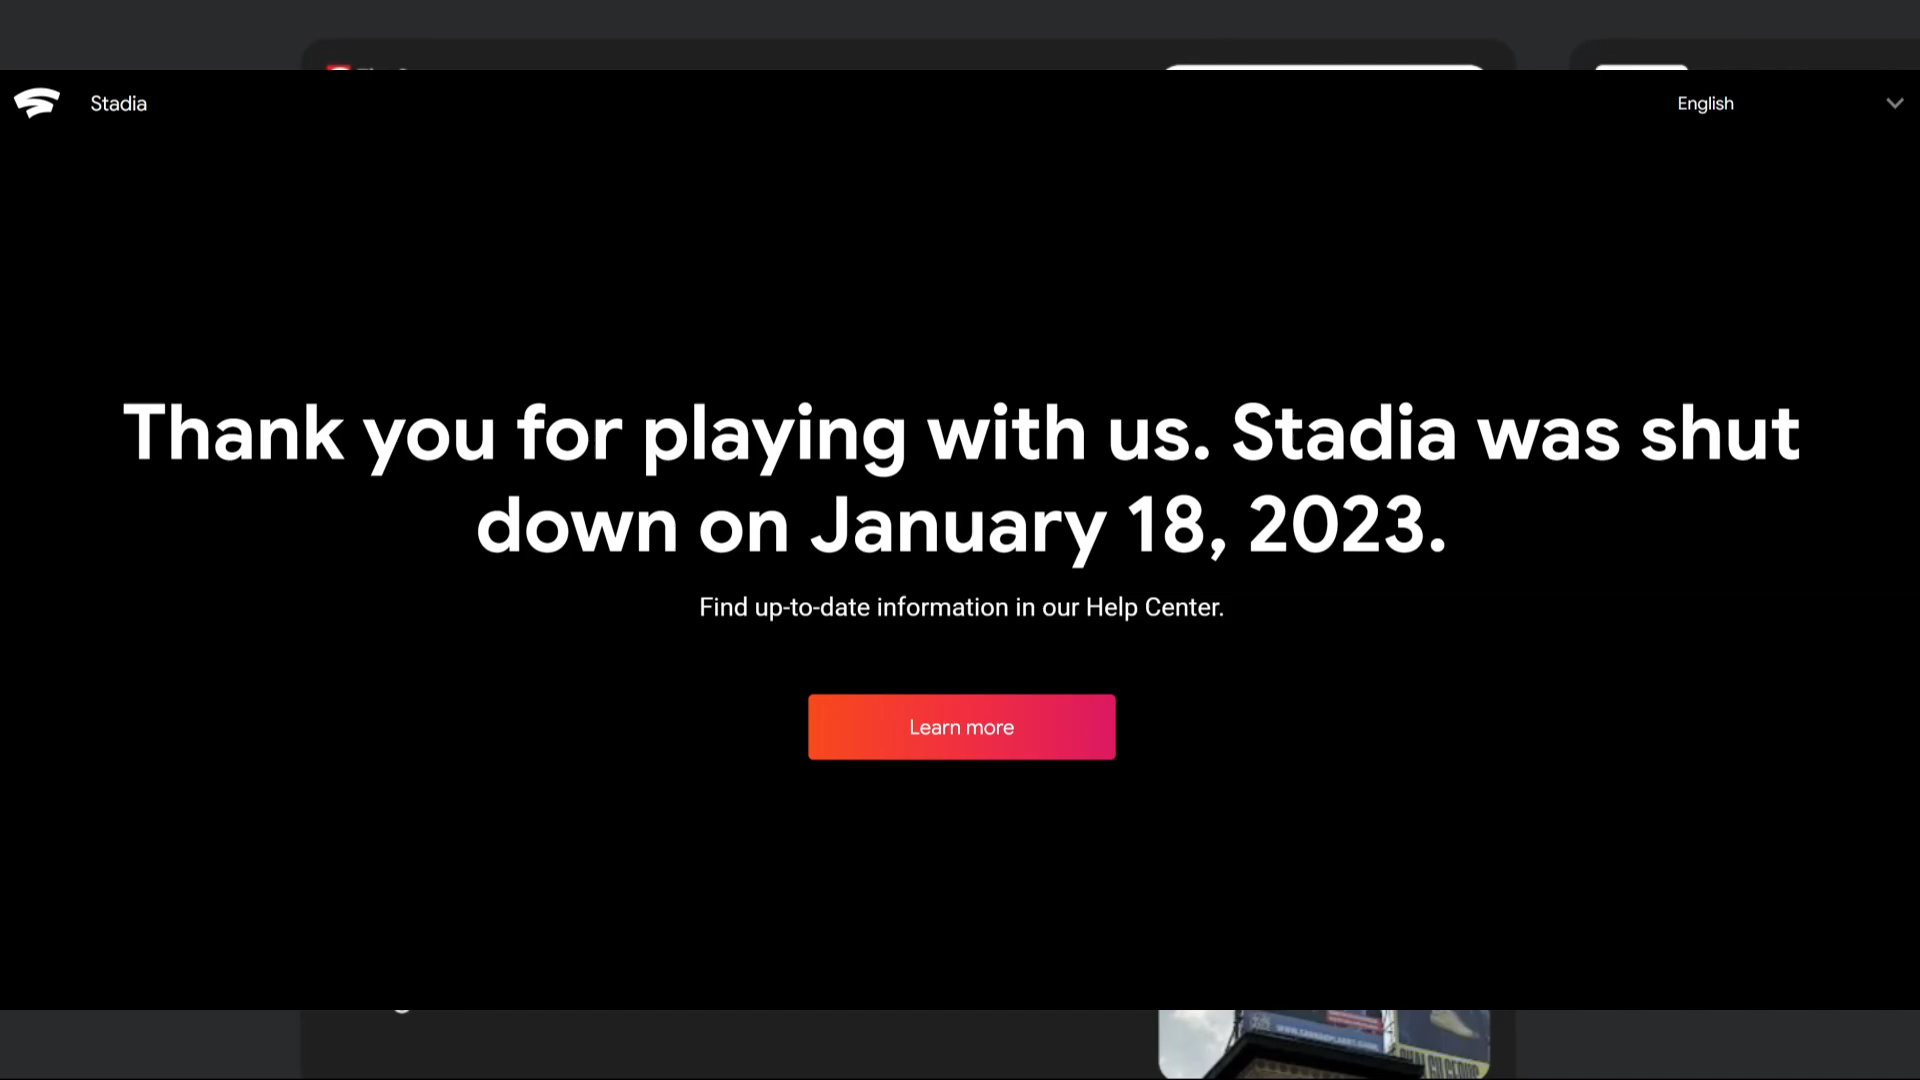 Stadia
English
Thank you for playing with us. Stadia was shut
down on January 18, 2023.
Find up-to-date information in our Help Center.
Learn more